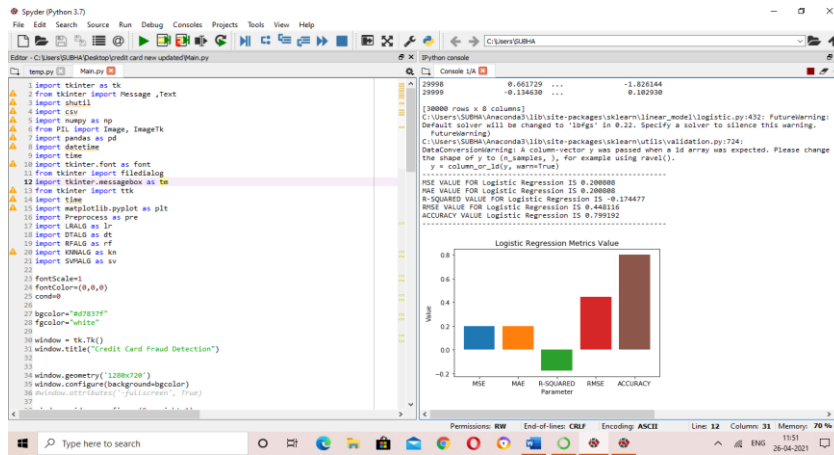 Spyder (Python 3.7)
File Edit Search Source Run Debug Consoles Projects Tools View Help
C:\Users\SUBHA
Editor - C:\Users\SUBHA\Desktop\credit card new updated\Main.py
IPython console
temp.py Main.py
Console 1/A
1 import tkinter as tk
2 from tkinter import Message ,Text
3 import shutil
4 import csv
5 import numpy as np
6 from PIL import Image, ImageTk
7 import pandas as pd
8 import datetime
9 import time
10 import tkinter.font as font
11 from tkinter import filedialog
12 import tkinter.messagebox as tm
13 from tkinter import ttk
14 import time
15 import matplotlib.pyplot as plt
16 import Preprocess as pre
17 import LRALG as lr
18 import DTALG as dt
19 import RFALG as rf
20 import KNNALG as kn
21 import SVMALG as sv
22
23 fontScale=1
24 fontColor=(0,0,0)
25 cond=0
26
27 bgcolor="#d7837f"
28 fgcolor="white"
29
30 window = tk.Tk()
31 window.title("Credit Card Fraud Detection")
32
33
34 window.geometry('1280x720')
35 window.configure(background=bgcolor)
36 #window.attributes('-fullscreen', True)
37
29998 0.661729 ... -1.826144
29999 -0.134630 ... 0.102930
[30000 rows x 8 columns]
C:\Users\SUBHA\Anaconda3\lib\site-packages\sklearn\linear_model\logistic.py:432: FutureWarning:
Default solver will be changed to 'lbfgs' in 0.22. Specify a solver to silence this warning.
FutureWarning)
C:\Users\SUBHA\Anaconda3\lib\site-packages\sklearn\utils\validation.py:724:
DataConversionWarning: A column-vector y was passed when a 1d array was expected. Please change
the shape of y to (n_samples, ), for example using ravel().
y = column_or_1d(y, warn=True)
MSE VALUE FOR Logistic Regression IS 0.200808
MAE VALUE FOR Logistic Regression IS 0.200808
R-SQUARED VALUE FOR Logistic Regression IS -0.174477
RMSE VALUE FOR Logistic Regression IS 0.448116
ACCURACY VALUE Logistic Regression IS 0.799192
Logistic Regression Metrics Value
0.8
0.6
0.4
0.2
0.0
−0.2
Value
MSE MAE R-SQUARED RMSE ACCURACY
Parameter
Permissions: RW End-of-lines: CRLF Encoding: ASCII Line: 12 Column: 31 Memory: 70 %
Type here to search
ENG
11:51
26-04-2021